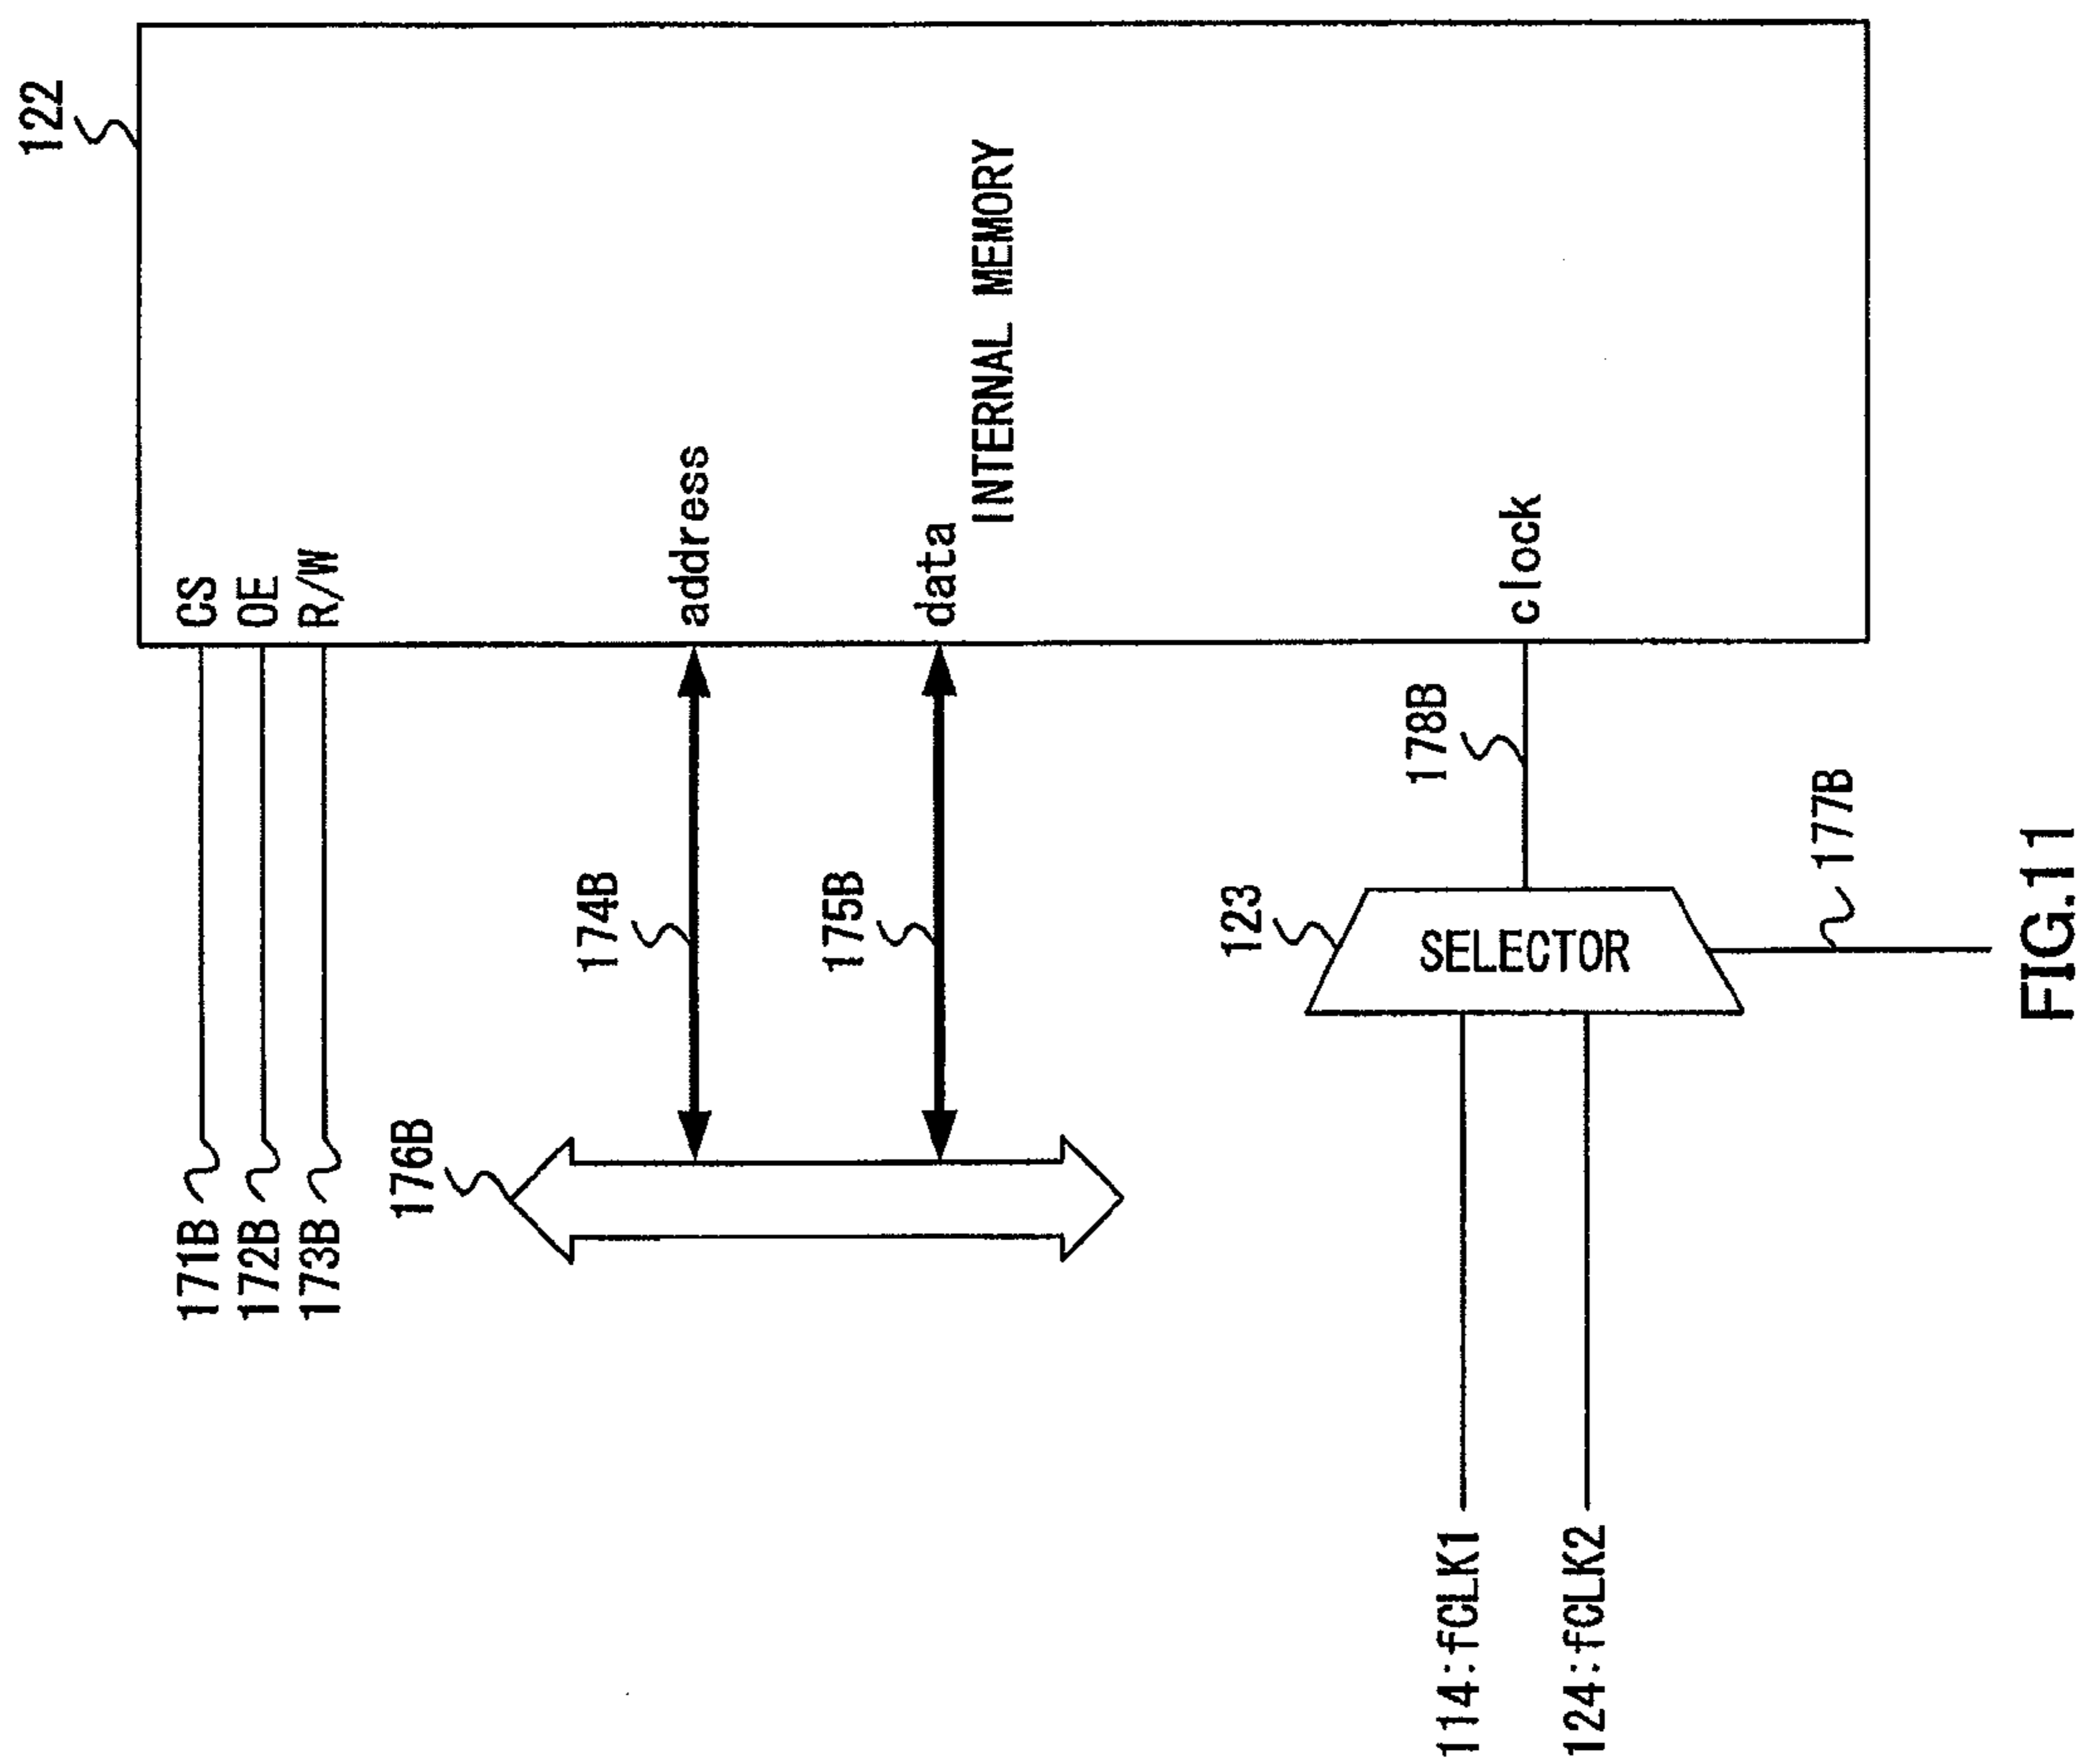 122
171B
CS
172B
OE
173B
R/W
176B
174B
address
175B
data
INTERNAL MEMORY
123
SELECTOR
178B
clock
114::fCLK1
124::fCLK2
177B
FIG.11